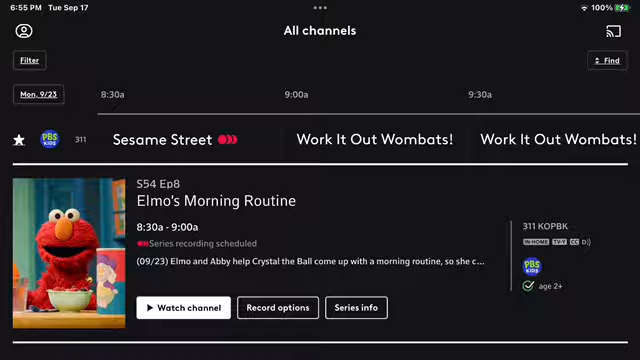 6:55 PM Tue Sep 17
100%
All channels
Filter
Find
Mon, 9/23
8:30a
9:00a
9:30a
PBS KIDS
311
Sesame Street
Work It Out Wombats!
Work It Out Wombats!
S54 Ep8
Elmo's Morning Routine
8:30a - 9:00a
Series recording scheduled
(09/23) Elmo and Abby help Crystal the Ball come up with a morning routine, so she c...
311 KOPBK
IN-HOME TV-Y CC D))
PBS KIDS
age 2+
Watch channel
Record options
Series info